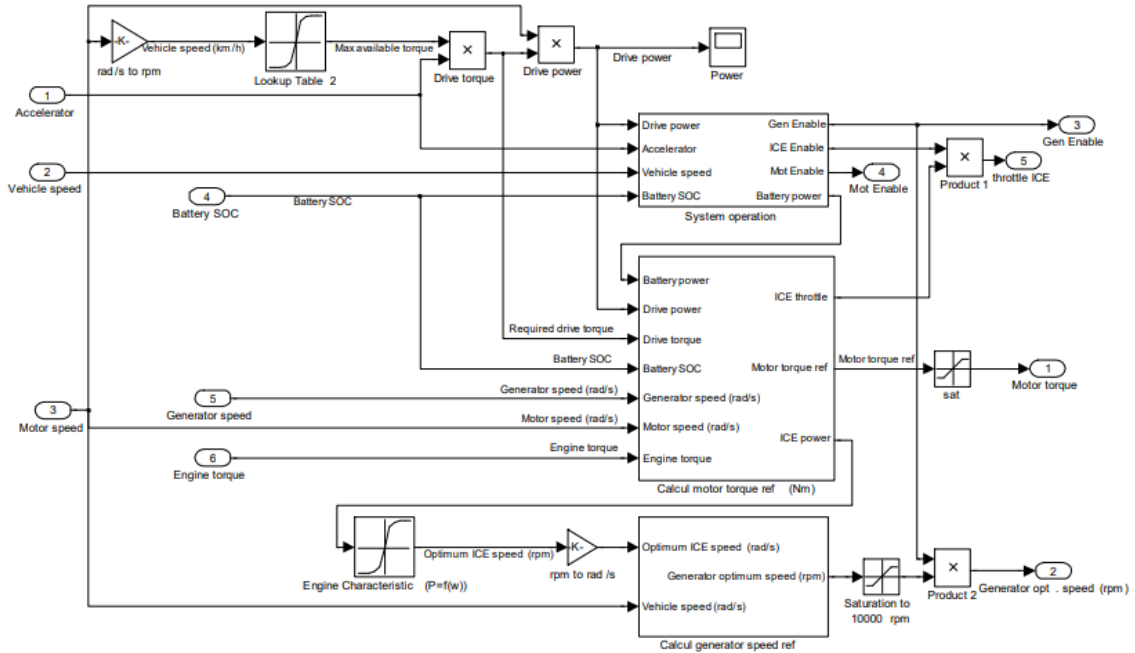 -K-
rad /s to rpm
Vehicle speed (km/h)
Lookup Table 2
Max available torque
×
Drive torque
×
Drive power
Drive power
Power
1
Accelerator
2
Vehicle speed
4
Battery SOC
Battery SOC
Drive power
Accelerator
Vehicle speed
Battery SOC
Gen Enable
ICE Enable
Mot Enable
Battery power
System operation
3
Gen Enable
4
Mot Enable
×
Product 1
5
throttle ICE
Battery power
Drive power
Drive torque
Battery SOC
Generator speed (rad/s)
Motor speed (rad/s)
Engine torque
ICE throttle
Motor torque ref
ICE power
Calcul motor torque ref (Nm)
Required drive torque
Battery SOC
Generator speed (rad/s)
Motor speed (rad/s)
Engine torque
5
Generator speed
3
Motor speed
6
Engine torque
Motor torque ref
sat
1
Motor torque
Engine Characteristic (P=f(w))
Optimum ICE speed (rpm)
-K-
rpm to rad /s
Optimum ICE speed (rad/s)
Generator optimum speed (rpm)
Vehicle speed (rad/s)
Calcul generator speed ref
Saturation to
10000 rpm
×
Product 2
2
Generator opt . speed (rpm)